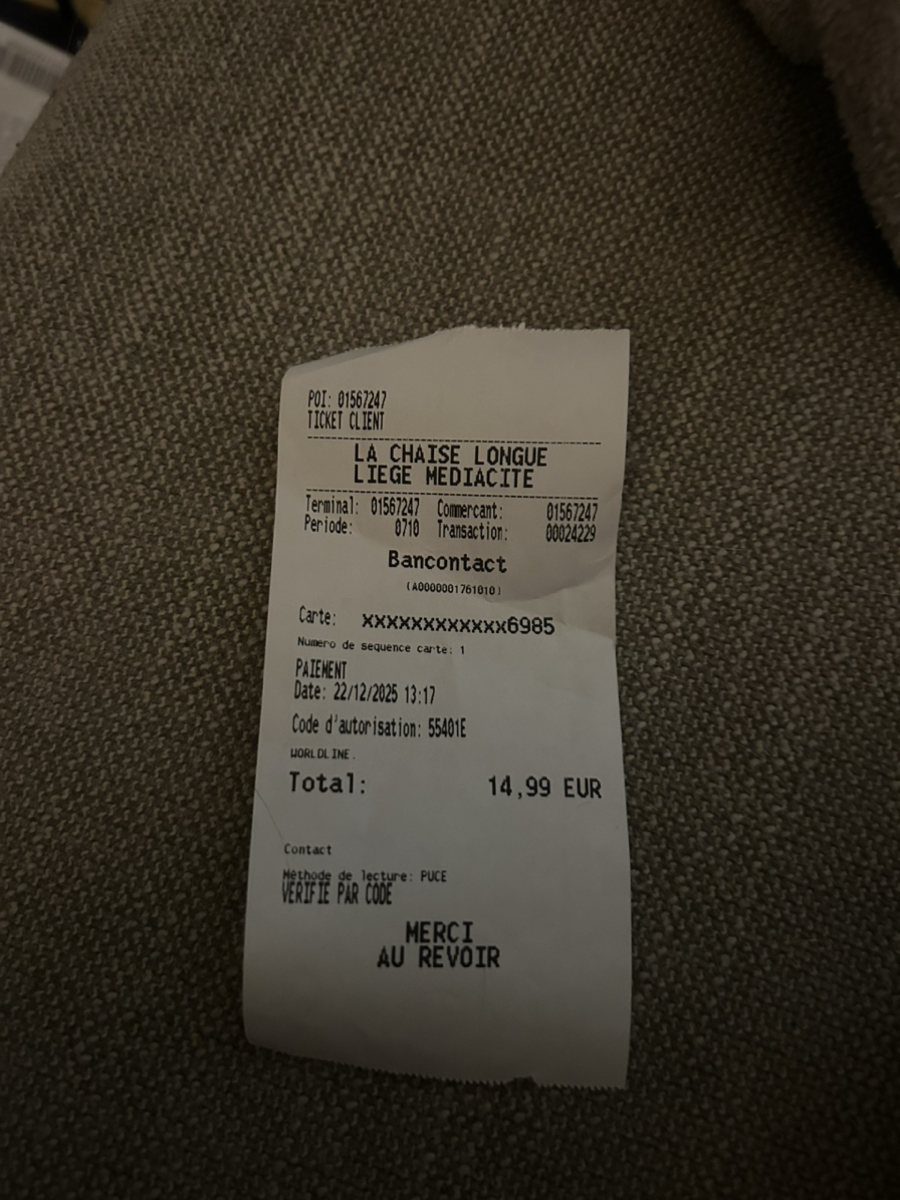 POI: 01567247
TICKET CLIENT
LA CHAISE LONGUE
LIEGE MEDIACITE
Terminal: 01567247 Commercant: 01567247
Periode: 0710 Transaction: 00024229
Bancontact
(A0000001761010)
Carte: xxxxxxxxxxxx6985
Numero de sequence carte: 1
PAIEMENT
Date: 22/12/2025 13:17
Code d'autorisation: 55401E
WORLDLINE.
Total: 14,99 EUR
Contact
Méthode de lecture: PUCE
VERIFIE PAR CODE
MERCI
AU REVOIR